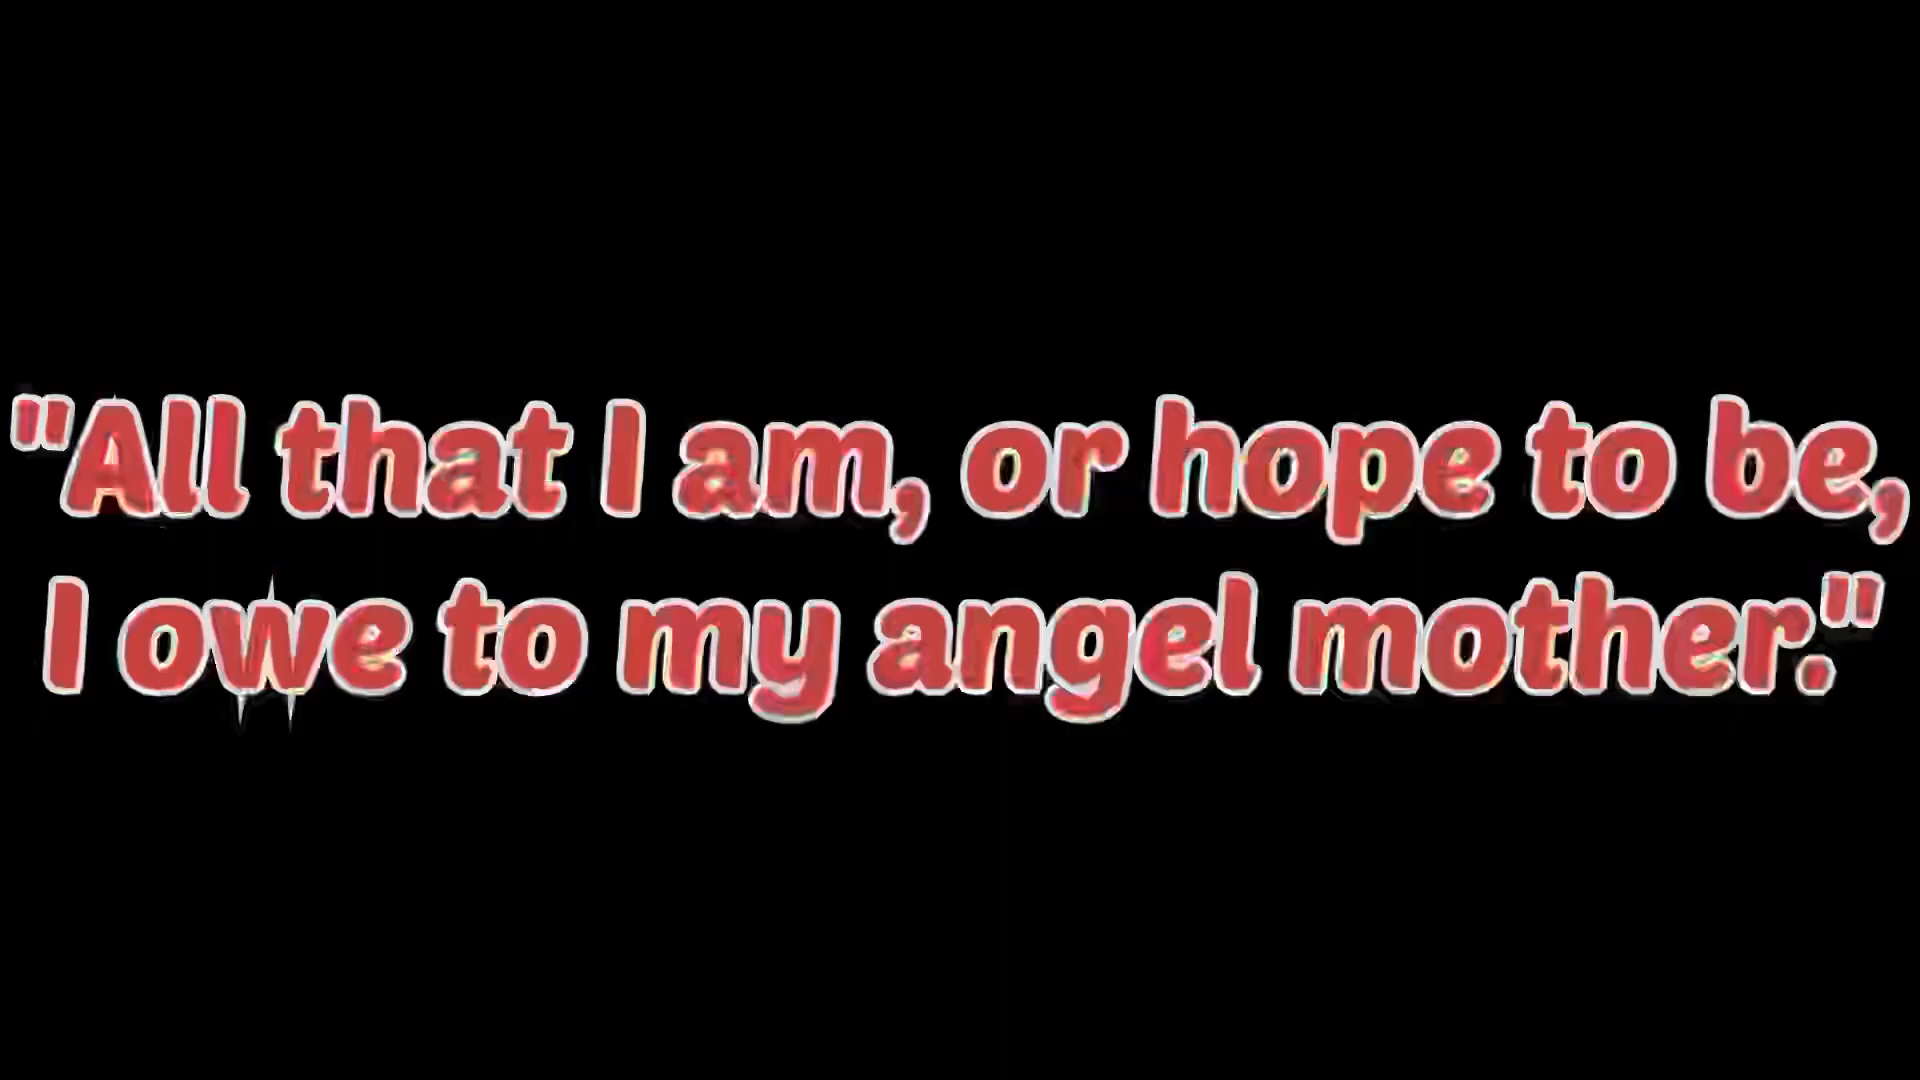 "All that I am, or hope to be,
I owe to my angel mother."